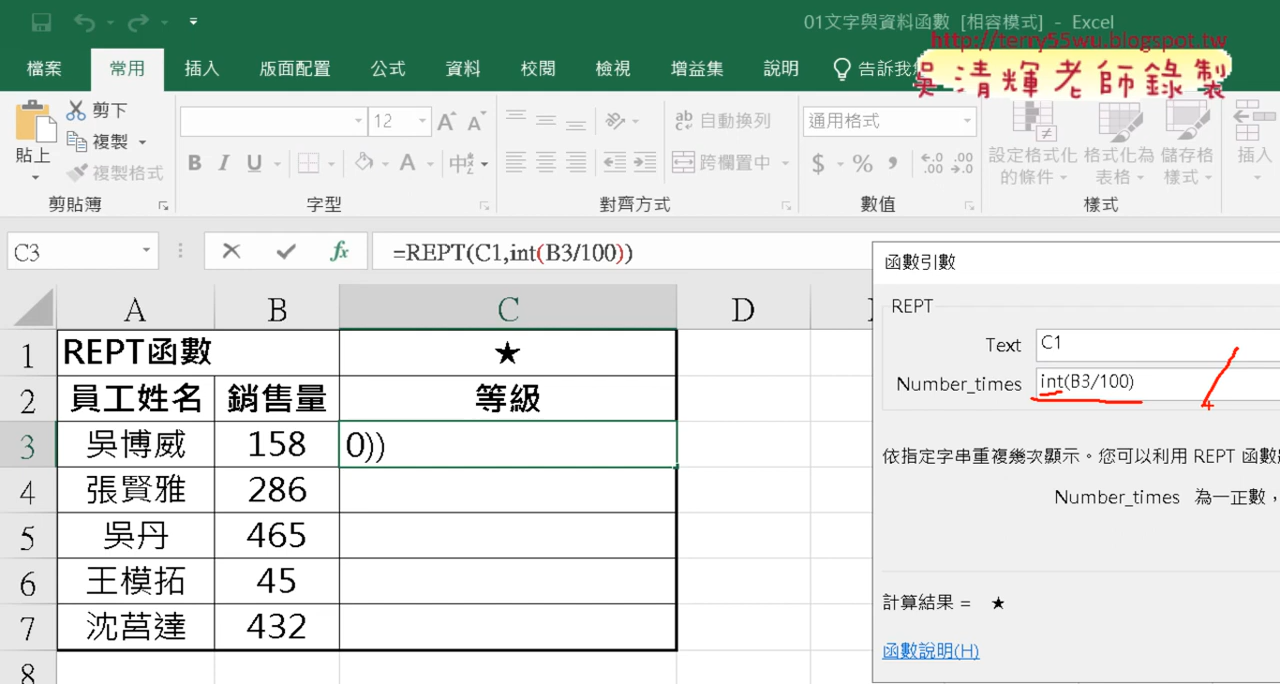 01文字與資料函數 [相容模式] - Excel
http://terry55wu.blogspot.tw
檔案 常用 插入 版面配置 公式 資料 校閱 檢視 增益集 說明 告訴我
吳清輝老師錄製
貼上 剪下 複製 複製格式
12
B I U A 中
ab 自動換列
跨欄置中
通用格式
$ % , .0 .00 .00 .0
設定格式化的條件 格式化為表格 儲存格樣式 插入
剪貼簿 字型 對齊方式 數值 樣式
C3 fx =REPT(C1,int(B3/100))
函數引數
REPT
Text C1
Number_times int(B3/100)
依指定字串重複幾次顯示。您可以利用 REPT 函數
Number_times 為一正數，
計算結果 = ★
函數說明(H)
A B C D
1 REPT函數 ★
2 員工姓名 銷售量 等級
3 吳博威 158 0))
4 張賢雅 286
5 吳丹 465
6 王模拓 45
7 沈莒達 432
8